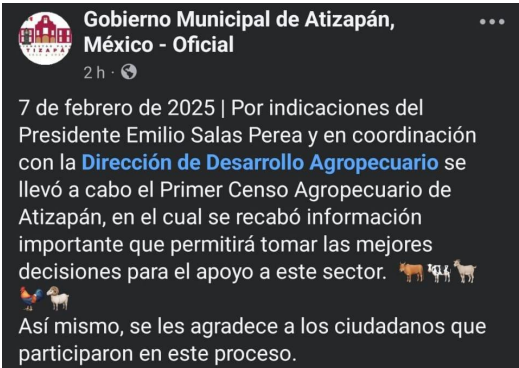 Gobierno Municipal de Atizapán,
México - Oficial
2 h ·
7 de febrero de 2025 | Por indicaciones del
Presidente Emilio Salas Perea y en coordinación
con la Dirección de Desarrollo Agropecuario se
llevó a cabo el Primer Censo Agropecuario de
Atizapán, en el cual se recabó información
importante que permitirá tomar las mejores
decisiones para el apoyo a este sector. 🐂🐄🐐
🐓🐏
Así mismo, se les agradece a los ciudadanos que
participaron en este proceso.